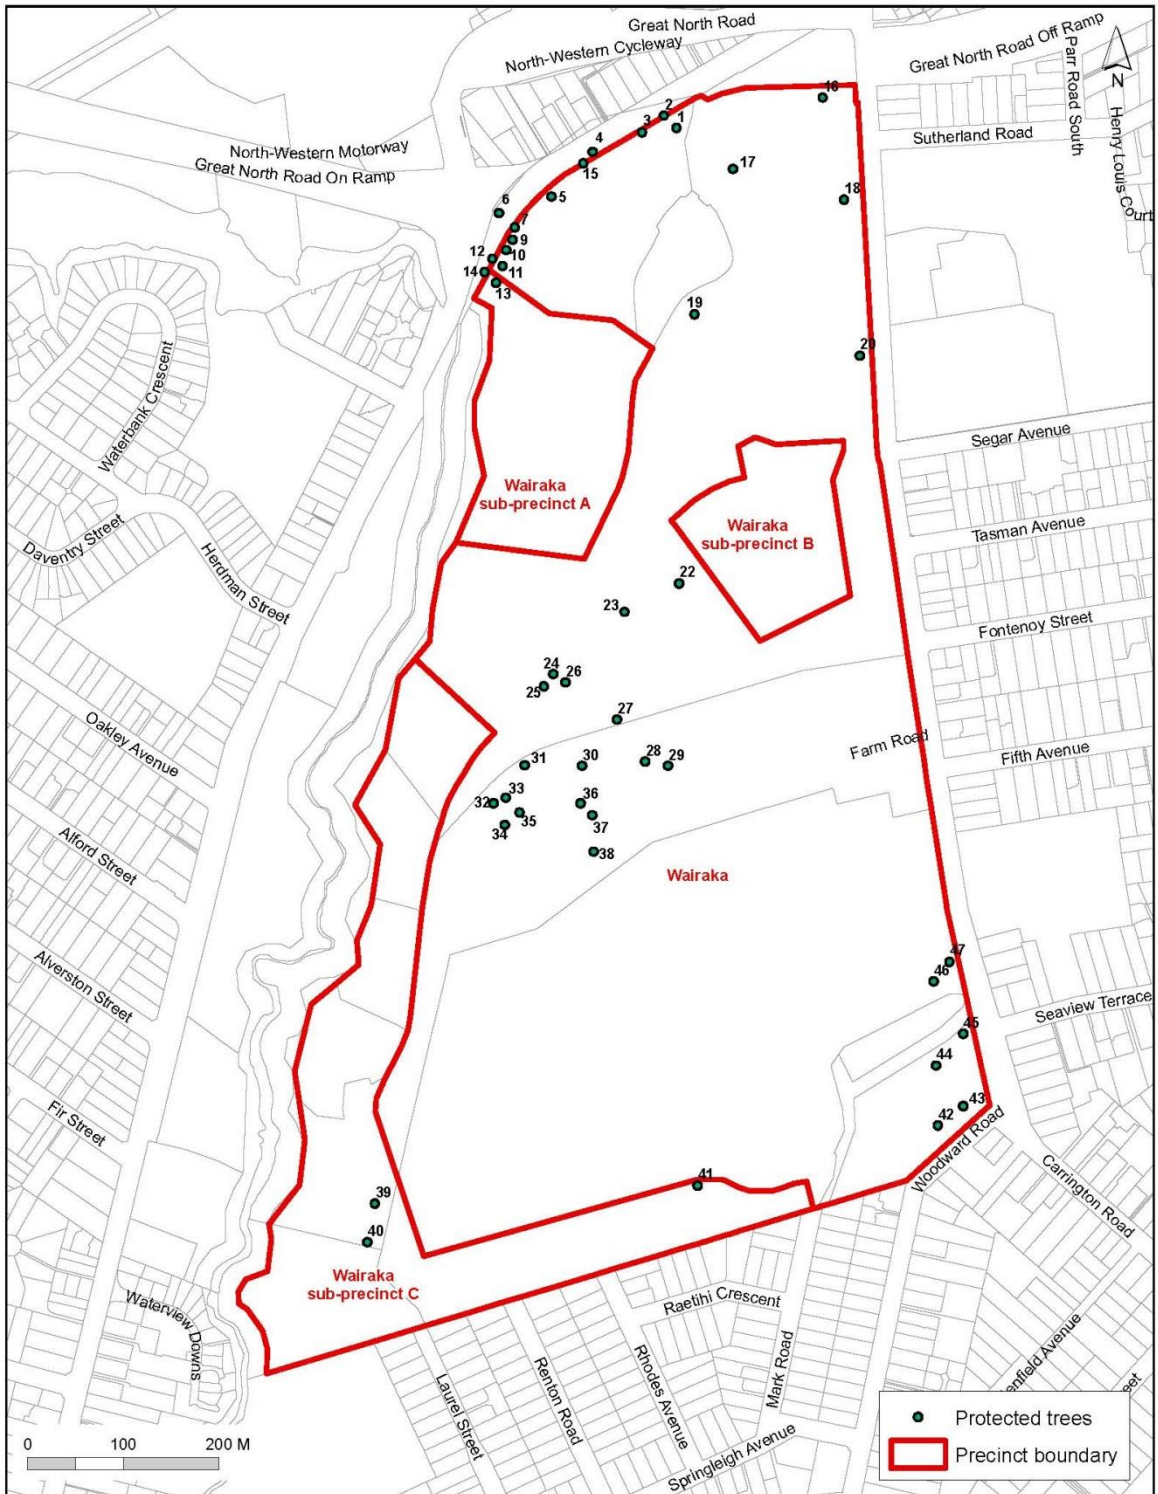 Great North Road
North-Western Cycleway
Great North Road Off Ramp
Parr Road South
N
Henry Louis Court
Sutherland Road
North-Western Motorway
Great North Road On Ramp
16
2
3
1
4
15
17
5
18
6
7
9
10
12
11
14
13
19
20
Waterbank Crescent
Segar Avenue
Wairaka
sub-precinct A
Wairaka
sub-precinct B
Tasman Avenue
Daventry Street
Herdman Street
22
23
Fontenoy Street
24
26
25
27
Oakley Avenue
Farm Road
Fifth Avenue
31
30
28
29
33
32
36
35
34
37
38
Alford Street
Wairaka
Alverston Street
47
46
Seaview Terrace
45
44
43
42
Fir Street
Woodward Road
Carrington Road
41
39
40
Wairaka
sub-precinct C
Waterview Downs
Raetihi Crescent
Mark Road
Rhodes Avenue
Renton Road
Laurel Street
Springleigh Avenue
enfield Avenue
eet
0 100 200 M
Protected trees
Precinct boundary